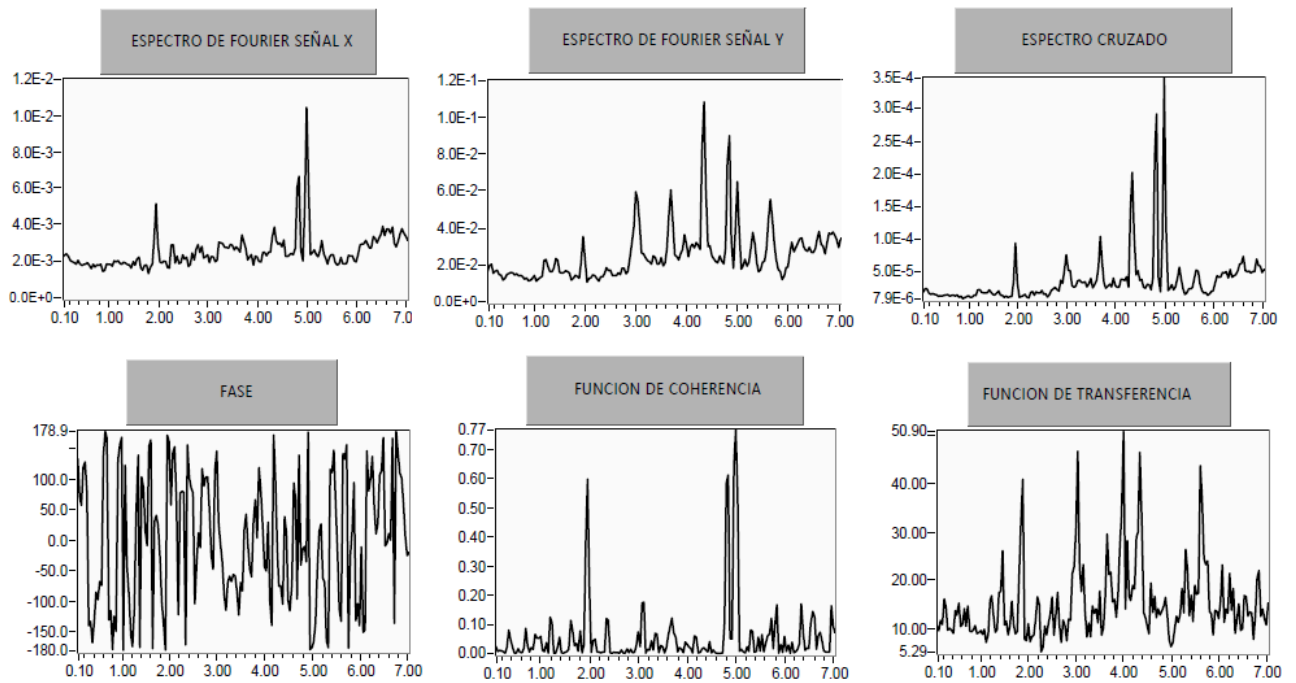 ESPECTRO DE FOURIER SEÑAL X
1.2E-2
1.0E-2
8.0E-3
6.0E-3
4.0E-3
2.0E-3
0.0E+0
0.10 1.00 2.00 3.00 4.00 5.00 6.00 7.00
ESPECTRO DE FOURIER SEÑAL Y
1.2E-1
1.0E-1
8.0E-2
6.0E-2
4.0E-2
2.0E-2
0.0E+0
0.10 1.00 2.00 3.00 4.00 5.00 6.00 7.00
ESPECTRO CRUZADO
3.5E-4
3.0E-4
2.5E-4
2.0E-4
1.5E-4
1.0E-4
5.0E-5
7.9E-6
0.10 1.00 2.00 3.00 4.00 5.00 6.00 7.00
FASE
178.9
100.0
50.0
0.0
-50.0
-100.0
-150.0
-180.0
0.10 1.00 2.00 3.00 4.00 5.00 6.00 7.00
FUNCION DE COHERENCIA
0.77
0.70
0.60
0.50
0.40
0.30
0.20
0.10
0.00
0.10 1.00 2.00 3.00 4.00 5.00 6.00 7.00
FUNCION DE TRANSFERENCIA
50.90
40.00
30.00
20.00
10.00
5.29
0.10 1.00 2.00 3.00 4.00 5.00 6.00 7.00